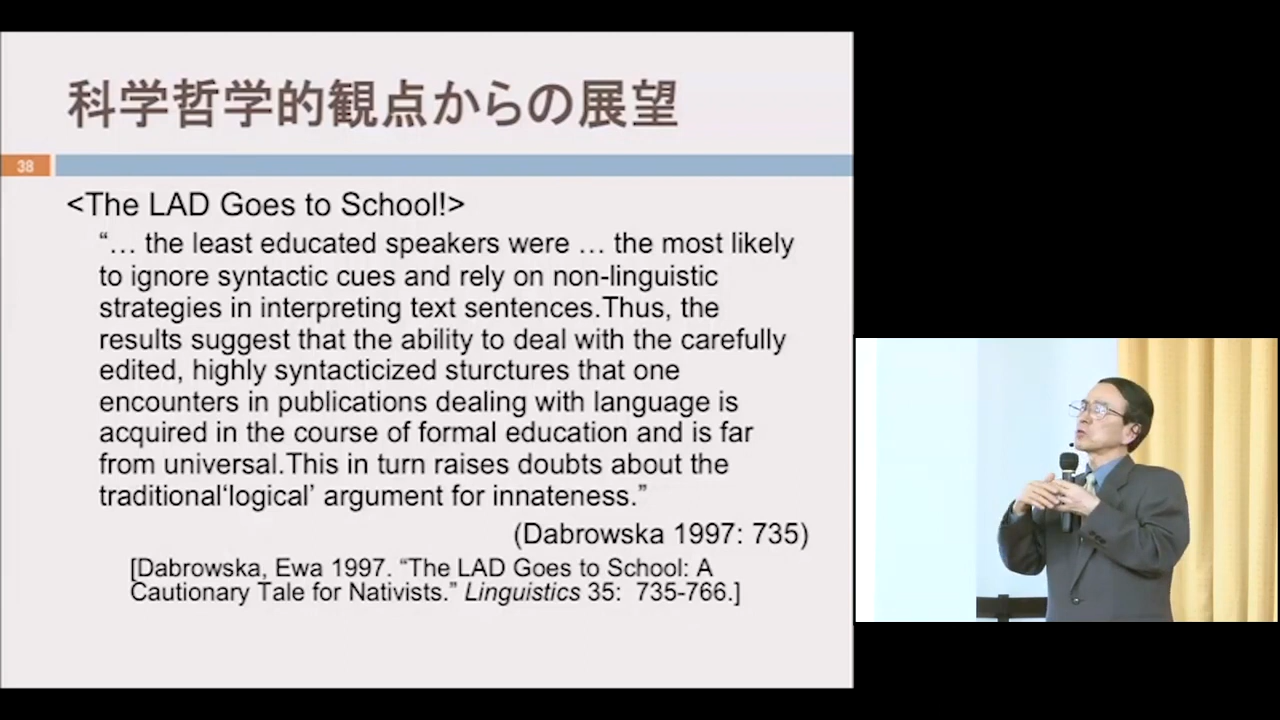 科学哲学的観点からの展望
38
<The LAD Goes to School!>
“… the least educated speakers were … the most likely
to ignore syntactic cues and rely on non-linguistic
strategies in interpreting text sentences.Thus, the
results suggest that the ability to deal with the carefully
edited, highly syntacticized sturctures that one
encounters in publications dealing with language is
acquired in the course of formal education and is far
from universal.This in turn raises doubts about the
traditional‘logical’ argument for innateness.”
(Dabrowska 1997: 735)
[Dabrowska, Ewa 1997. “The LAD Goes to School: A
Cautionary Tale for Nativists.” Linguistics 35: 735-766.]